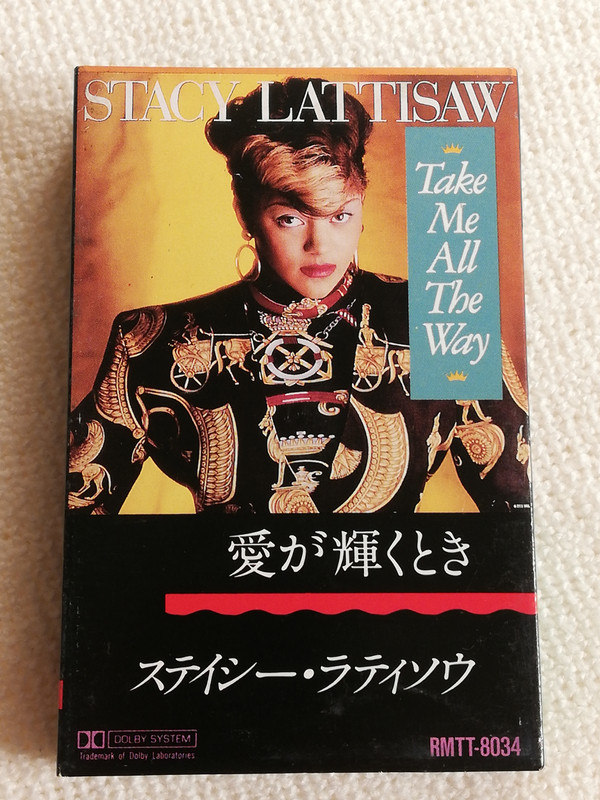 STACY LATTISAW
Take
Me
All
The
Way
愛が輝くとき
ステイシー・ラティソウ
DOLBY SYSTEM
Trademark of Dolby Laboratories
RMTT-8034